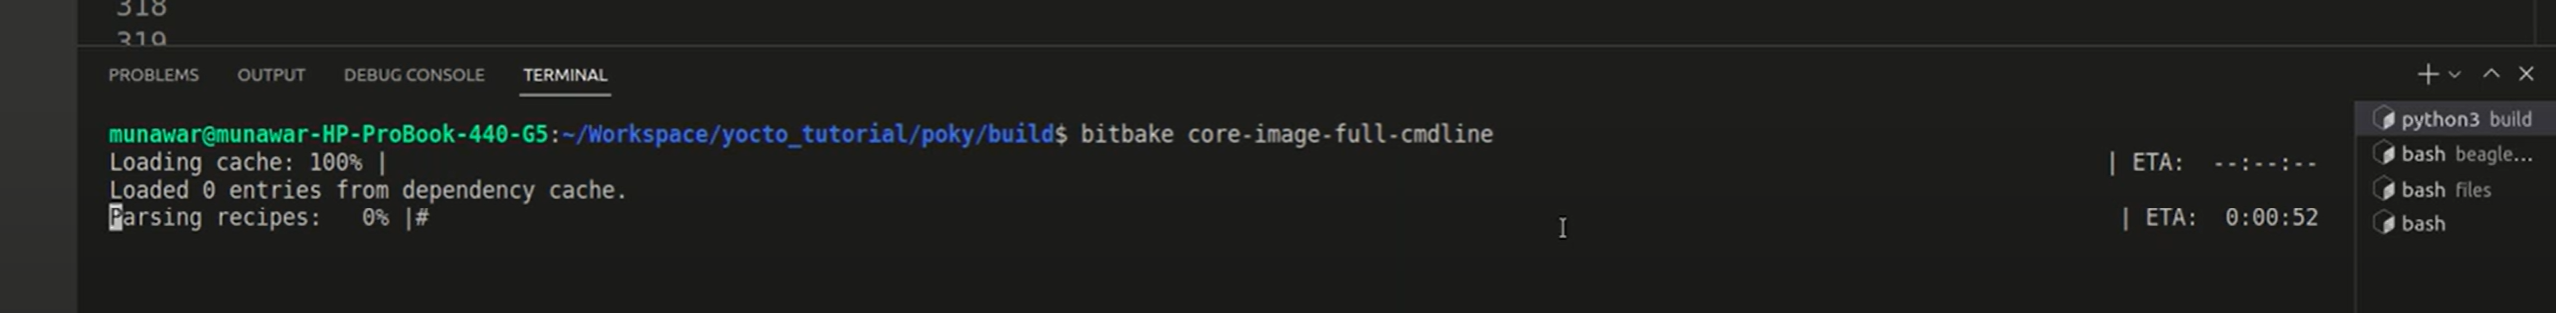 318
319
PROBLEMS OUTPUT DEBUG CONSOLE TERMINAL
munawar@munawar-HP-ProBook-440-G5:~/Workspace/yocto_tutorial/poky/build$ bitbake core-image-full-cmdline
Loading cache: 100% | | ETA: --:--:--
Loaded 0 entries from dependency cache.
Parsing recipes: 0% |# | ETA: 0:00:52
python3 build
bash beagle...
bash files
bash